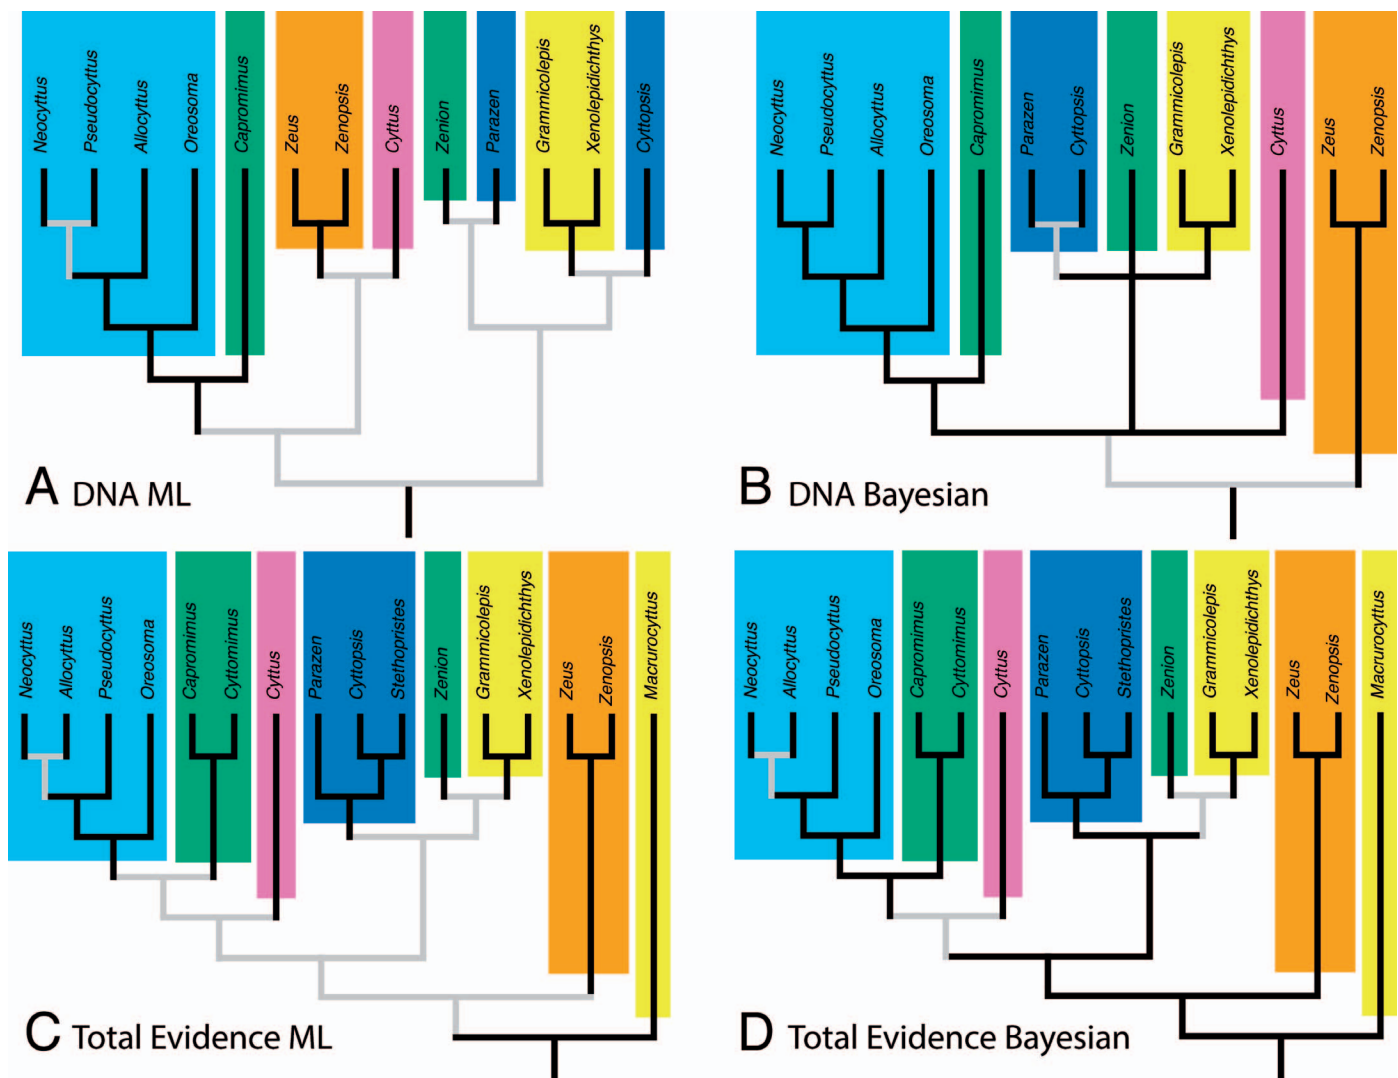 Neocyttus
Pseudocyttus
Allocyttus
Oreosoma
Capromimus
Zeus
Zenopsis
Cyttus
Zenion
Parazen
Grammicolepis
Xenolepidichthys
Cyttopsis
A DNA ML
Neocyttus
Pseudocyttus
Allocyttus
Oreosoma
Capromimus
Parazen
Cyttopsis
Zenion
Grammicolepis
Xenolepidichthys
Cyttus
Zeus
Zenopsis
B DNA Bayesian
Neocyttus
Allocyttus
Pseudocyttus
Oreosoma
Capromimus
Cyttomimus
Cyttus
Parazen
Cyttopsis
Stethopristes
Zenion
Grammicolepis
Xenolepidichthys
Zeus
Zenopsis
Macrurocyttus
C Total Evidence ML
Neocyttus
Allocyttus
Pseudocyttus
Oreosoma
Capromimus
Cyttomimus
Cyttus
Parazen
Cyttopsis
Stethopristes
Zenion
Grammicolepis
Xenolepidichthys
Zeus
Zenopsis
Macrurocyttus
D Total Evidence Bayesian